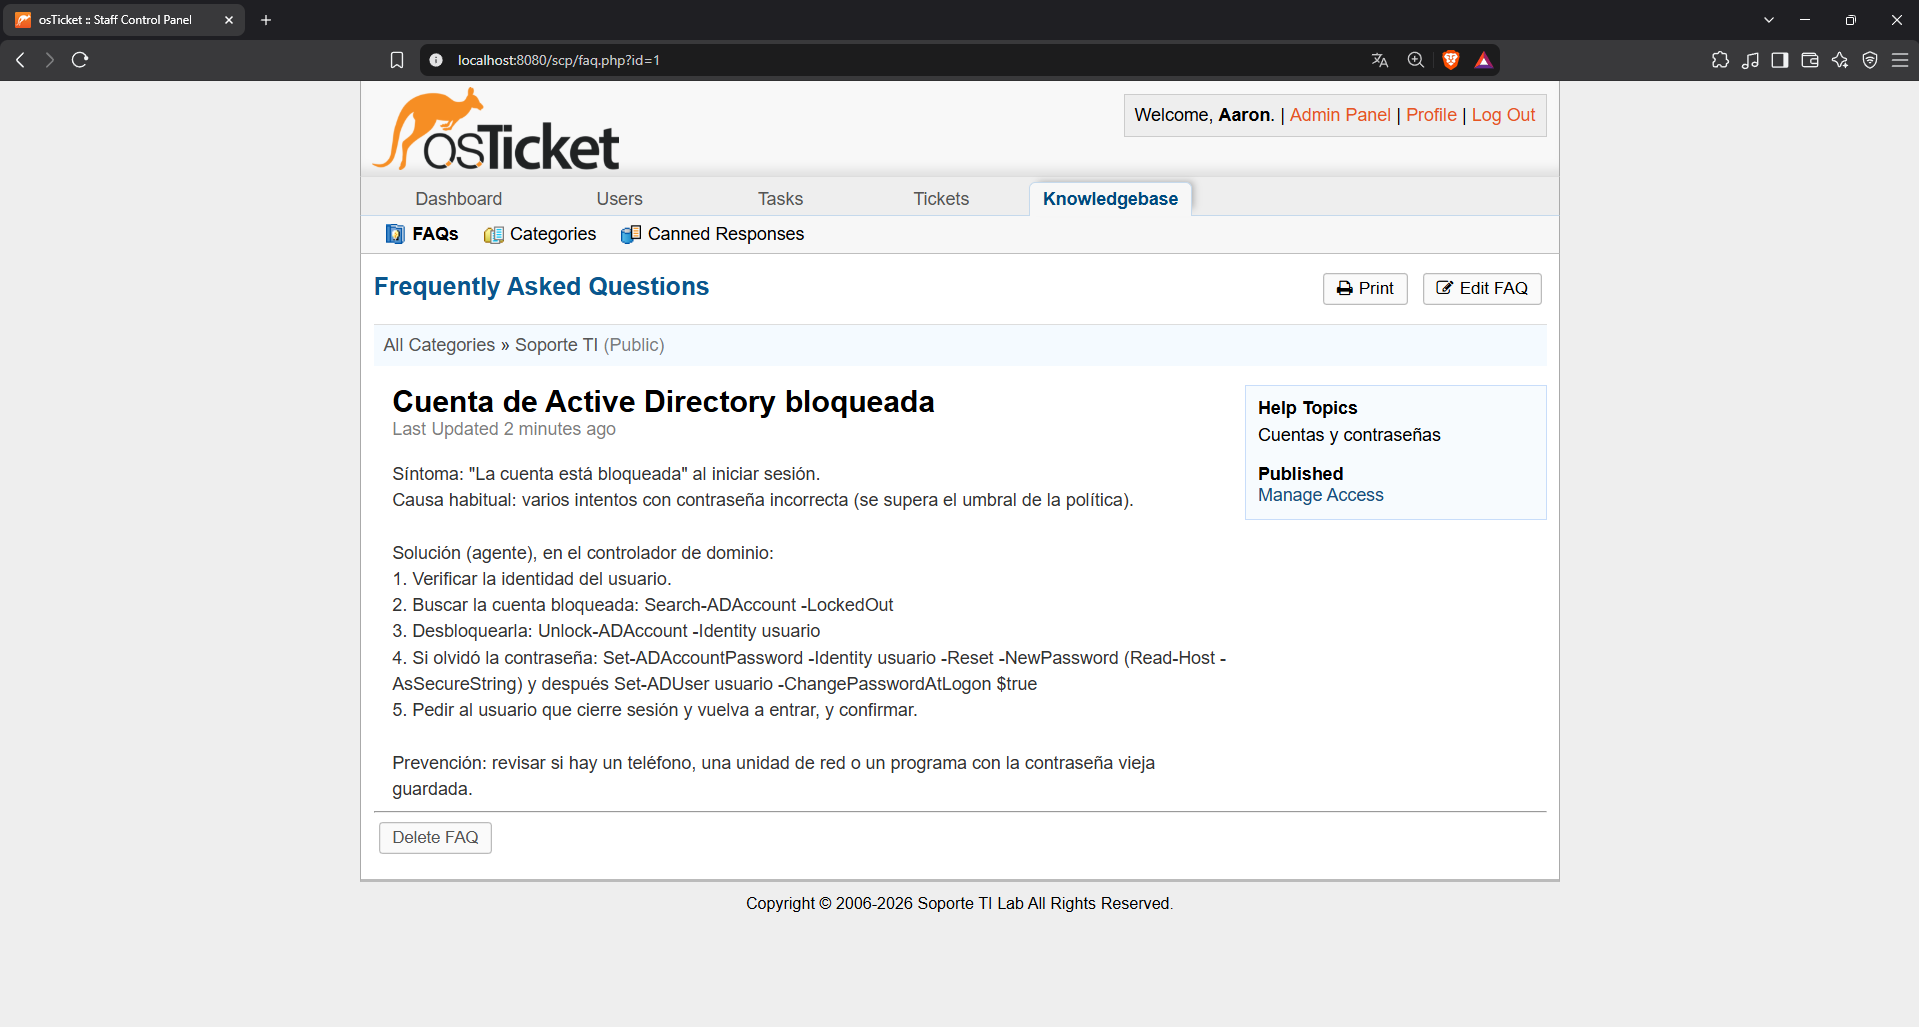 osTicket :: Staff Control Panel
localhost:8080/scp/faq.php?id=1
osTicket
Welcome, Aaron. | Admin Panel | Profile | Log Out
Dashboard Users Tasks Tickets Knowledgebase
FAQs Categories Canned Responses
Frequently Asked Questions
Print Edit FAQ
All Categories » Soporte TI (Public)
Cuenta de Active Directory bloqueada
Last Updated 2 minutes ago
Síntoma: "La cuenta está bloqueada" al iniciar sesión.
Causa habitual: varios intentos con contraseña incorrecta (se supera el umbral de la política).
Solución (agente), en el controlador de dominio:
1. Verificar la identidad del usuario.
2. Buscar la cuenta bloqueada: Search-ADAccount -LockedOut
3. Desbloquearla: Unlock-ADAccount -Identity usuario
4. Si olvidó la contraseña: Set-ADAccountPassword -Identity usuario -Reset -NewPassword (Read-Host -
AsSecureString) y después Set-ADUser usuario -ChangePasswordAtLogon $true
5. Pedir al usuario que cierre sesión y vuelva a entrar, y confirmar.
Prevención: revisar si hay un teléfono, una unidad de red o un programa con la contraseña vieja
guardada.
Help Topics
Cuentas y contraseñas
Published
Manage Access
Delete FAQ
Copyright © 2006-2026 Soporte TI Lab All Rights Reserved.